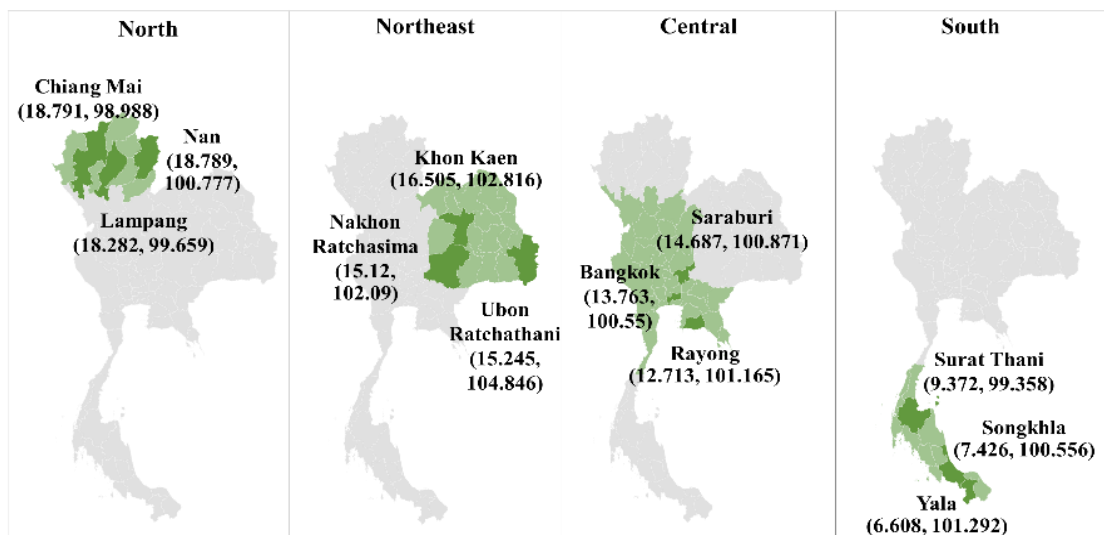 North
Chiang Mai
(18.791, 98.988)
Nan
(18.789,
100.777)
Lampang
(18.282, 99.659)
Northeast
Khon Kaen
(16.505, 102.816)
Nakhon
Ratchasima
(15.12,
102.09)
Ubon
Ratchathani
(15.245,
104.846)
Central
Saraburi
(14.687, 100.871)
Bangkok
(13.763,
100.55)
Rayong
(12.713, 101.165)
South
Surat Thani
(9.372, 99.358)
Songkhla
(7.426, 100.556)
Yala
(6.608, 101.292)